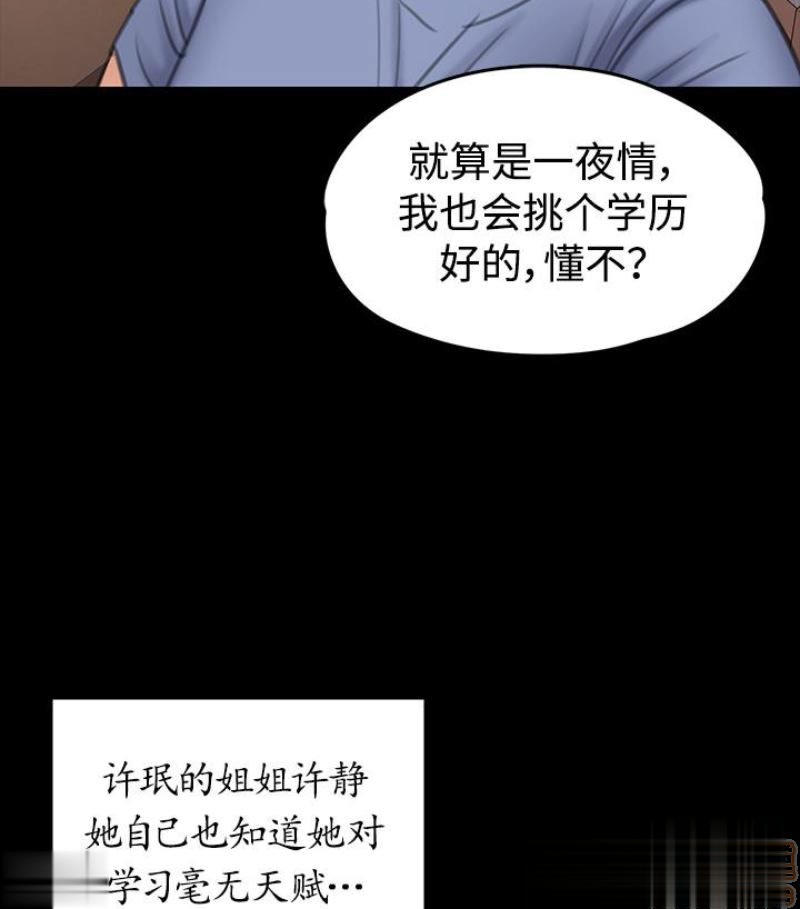 就算是一夜情，
我也会挑个学历
好的，懂不？
许珉的姐姐许静
她自己也知道她对
学习毫无天赋…